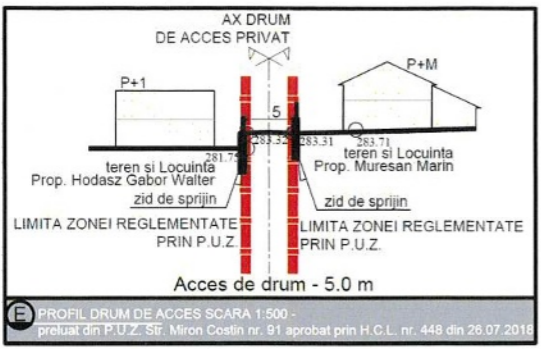 AX DRUM
DE ACCES PRIVAT
P+1
P+M
5
281.75
283.32
283.31
283.71
teren si Locuinta
Prop. Hodasz Gabor Walter
teren si Locuinta
Prop. Muresan Marin
zid de sprijin
zid de sprijin
LIMITA ZONEI REGLEMENTATE
PRIN P.U.Z.
LIMITA ZONEI REGLEMENTATE
PRIN P.U.Z.
Acces de drum - 5.0 m
E
PROFIL DRUM DE ACCES SCARA 1:500 -
preluat din P.U.Z. Str. Miron Costin nr. 91 aprobat prin H.C.L. nr. 448 din 26.07.2018